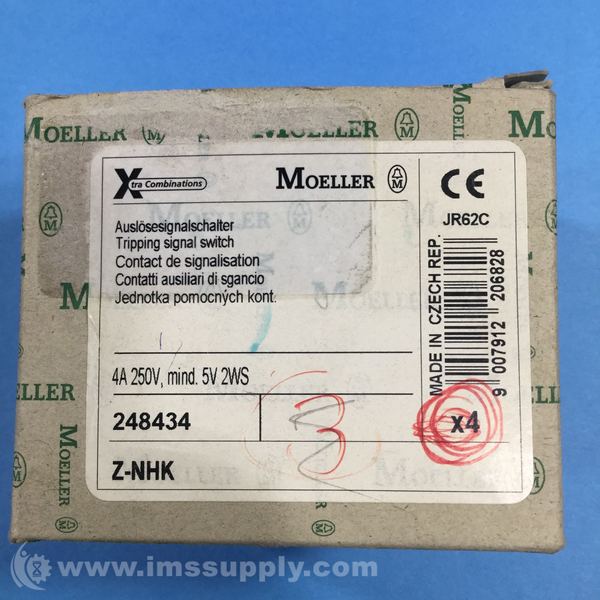 MOELLER
MOELLER
M
Xtra Combinations
MOELLER
CE
JR62C
Auslösesignalschalter
Tripping signal switch
Contact de signalisation
Contatti ausiliari di sgancio
Jednotka pomocných kont.
MADE IN CZECH REP.
9 007912 206828
4A 250V, mind. 5V 2WS
248434
3
x4
Z-NHK
ELLER
MOELLER
MOELLER
www.imssupply.com